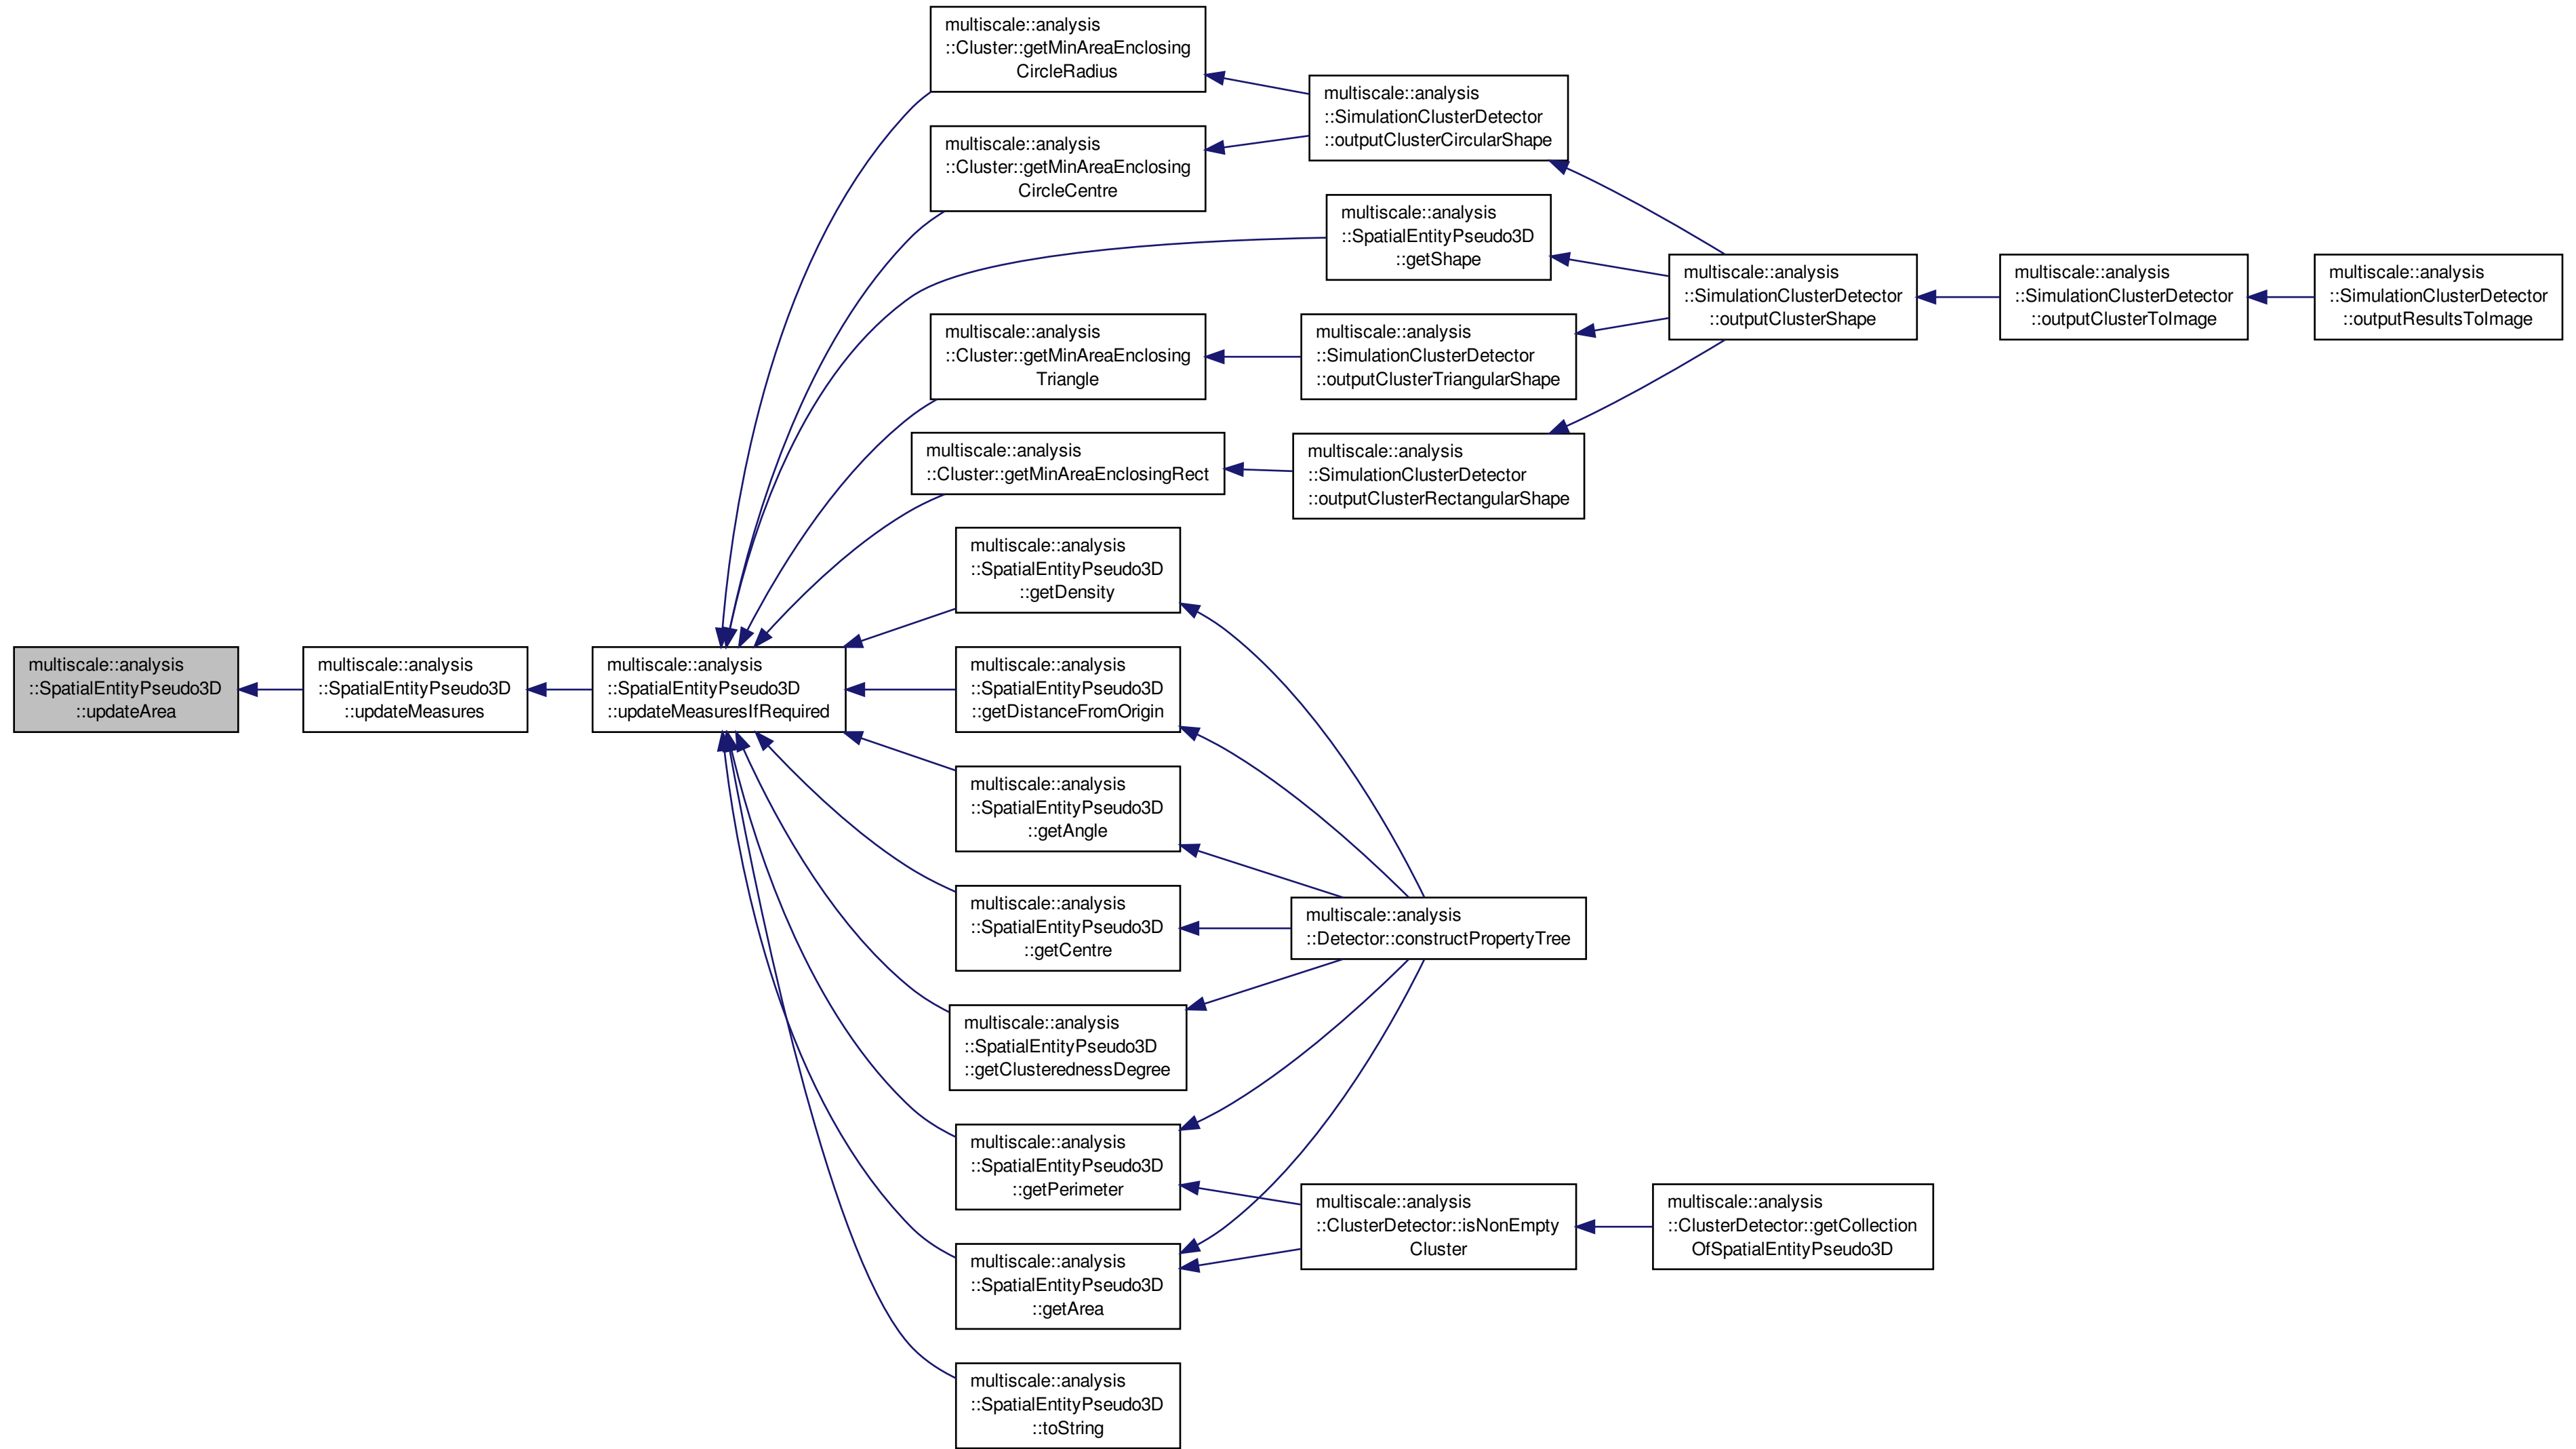 multiscale::analysis
::Cluster::getMinAreaEnclosing
CircleRadius
multiscale::analysis
::SimulationClusterDetector
::outputClusterCircularShape
multiscale::analysis
::Cluster::getMinAreaEnclosing
CircleCentre
multiscale::analysis
::SpatialEntityPseudo3D
::getShape
multiscale::analysis
::SimulationClusterDetector
::outputClusterShape
multiscale::analysis
::SimulationClusterDetector
::outputClusterToImage
multiscale::analysis
::SimulationClusterDetector
::outputResultsToImage
multiscale::analysis
::Cluster::getMinAreaEnclosing
Triangle
multiscale::analysis
::SimulationClusterDetector
::outputClusterTriangularShape
multiscale::analysis
::Cluster::getMinAreaEnclosingRect
multiscale::analysis
::SimulationClusterDetector
::outputClusterRectangularShape
multiscale::analysis
::SpatialEntityPseudo3D
::getDensity
multiscale::analysis
::SpatialEntityPseudo3D
::updateArea
multiscale::analysis
::SpatialEntityPseudo3D
::updateMeasures
multiscale::analysis
::SpatialEntityPseudo3D
::updateMeasuresIfRequired
multiscale::analysis
::SpatialEntityPseudo3D
::getDistanceFromOrigin
multiscale::analysis
::SpatialEntityPseudo3D
::getAngle
multiscale::analysis
::SpatialEntityPseudo3D
::getCentre
multiscale::analysis
::Detector::constructPropertyTree
multiscale::analysis
::SpatialEntityPseudo3D
::getClusterednessDegree
multiscale::analysis
::SpatialEntityPseudo3D
::getPerimeter
multiscale::analysis
::ClusterDetector::isNonEmpty
Cluster
multiscale::analysis
::ClusterDetector::getCollection
OfSpatialEntityPseudo3D
multiscale::analysis
::SpatialEntityPseudo3D
::getArea
multiscale::analysis
::SpatialEntityPseudo3D
::toString